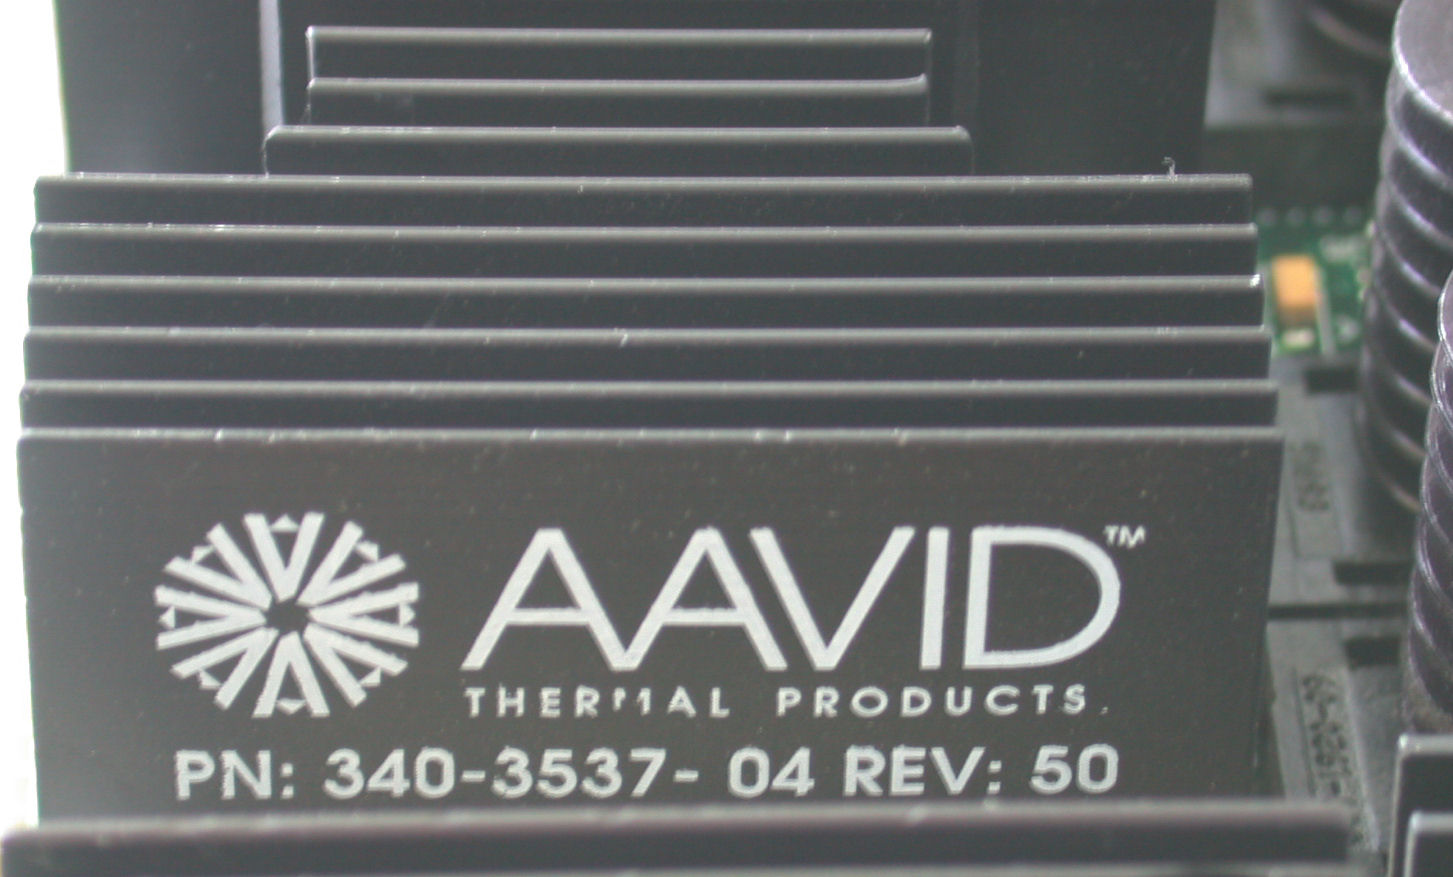 AAVID™
THERMAL PRODUCTS.
PN: 340-3537- 04 REV: 50